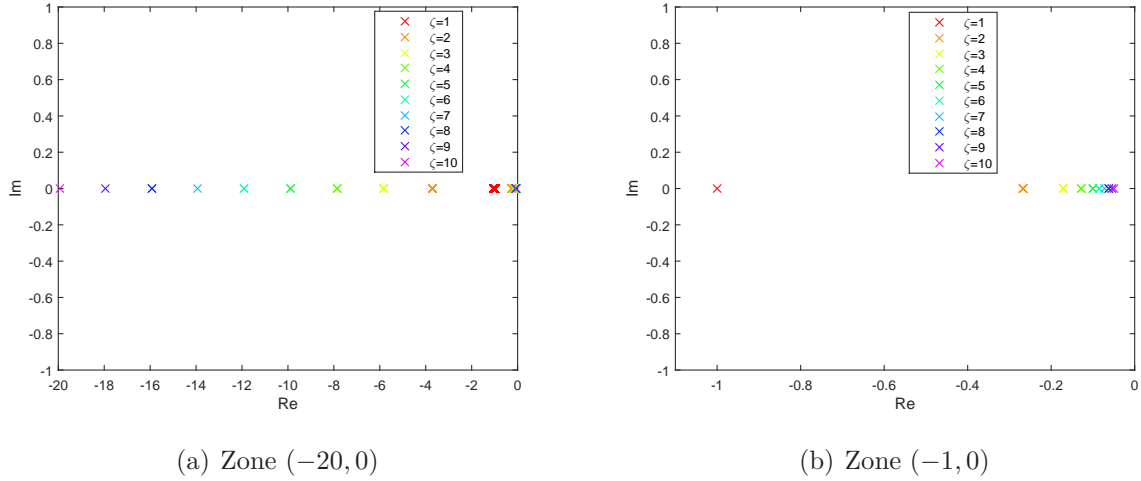 1
0.8
0.6
0.4
0.2
0
-0.2
-0.4
-0.6
-0.8
-1
Im
ζ=1
ζ=2
ζ=3
ζ=4
ζ=5
ζ=6
ζ=7
ζ=8
ζ=9
ζ=10
-20 -18 -16 -14 -12 -10 -8 -6 -4 -2 0
Re
(a) Zone (−20, 0)
1
0.8
0.6
0.4
0.2
0
-0.2
-0.4
-0.6
-0.8
-1
Im
ζ=1
ζ=2
ζ=3
ζ=4
ζ=5
ζ=6
ζ=7
ζ=8
ζ=9
ζ=10
-1 -0.8 -0.6 -0.4 -0.2 0
Re
(b) Zone (−1, 0)